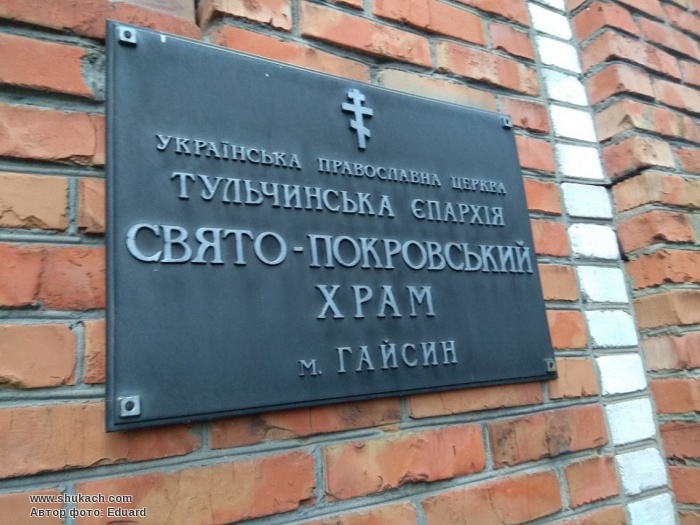 УКРАЇНСЬКА ПРАВОСЛАВНА ЦЕРКВА
ТУЛЬЧИНСЬКА ЄПАРХІЯ
СВЯТО-ПОКРОВСЬКИЙ
ХРАМ
м. ГАЙСИН
www.shukach.com
Автор фото: Eduard